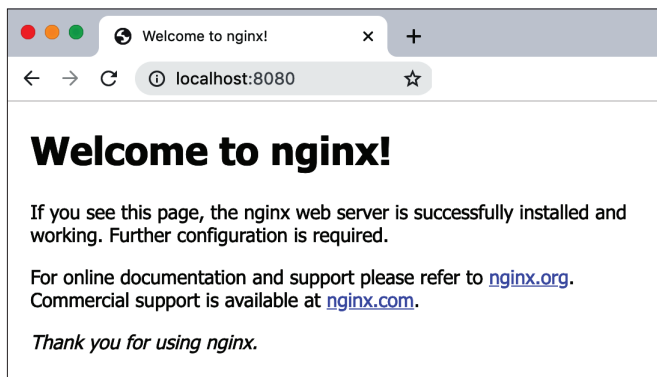 Welcome to nginx!
localhost:8080
Welcome to nginx!
If you see this page, the nginx web server is successfully installed and
working. Further configuration is required.
For online documentation and support please refer to nginx.org.
Commercial support is available at nginx.com.
Thank you for using nginx.